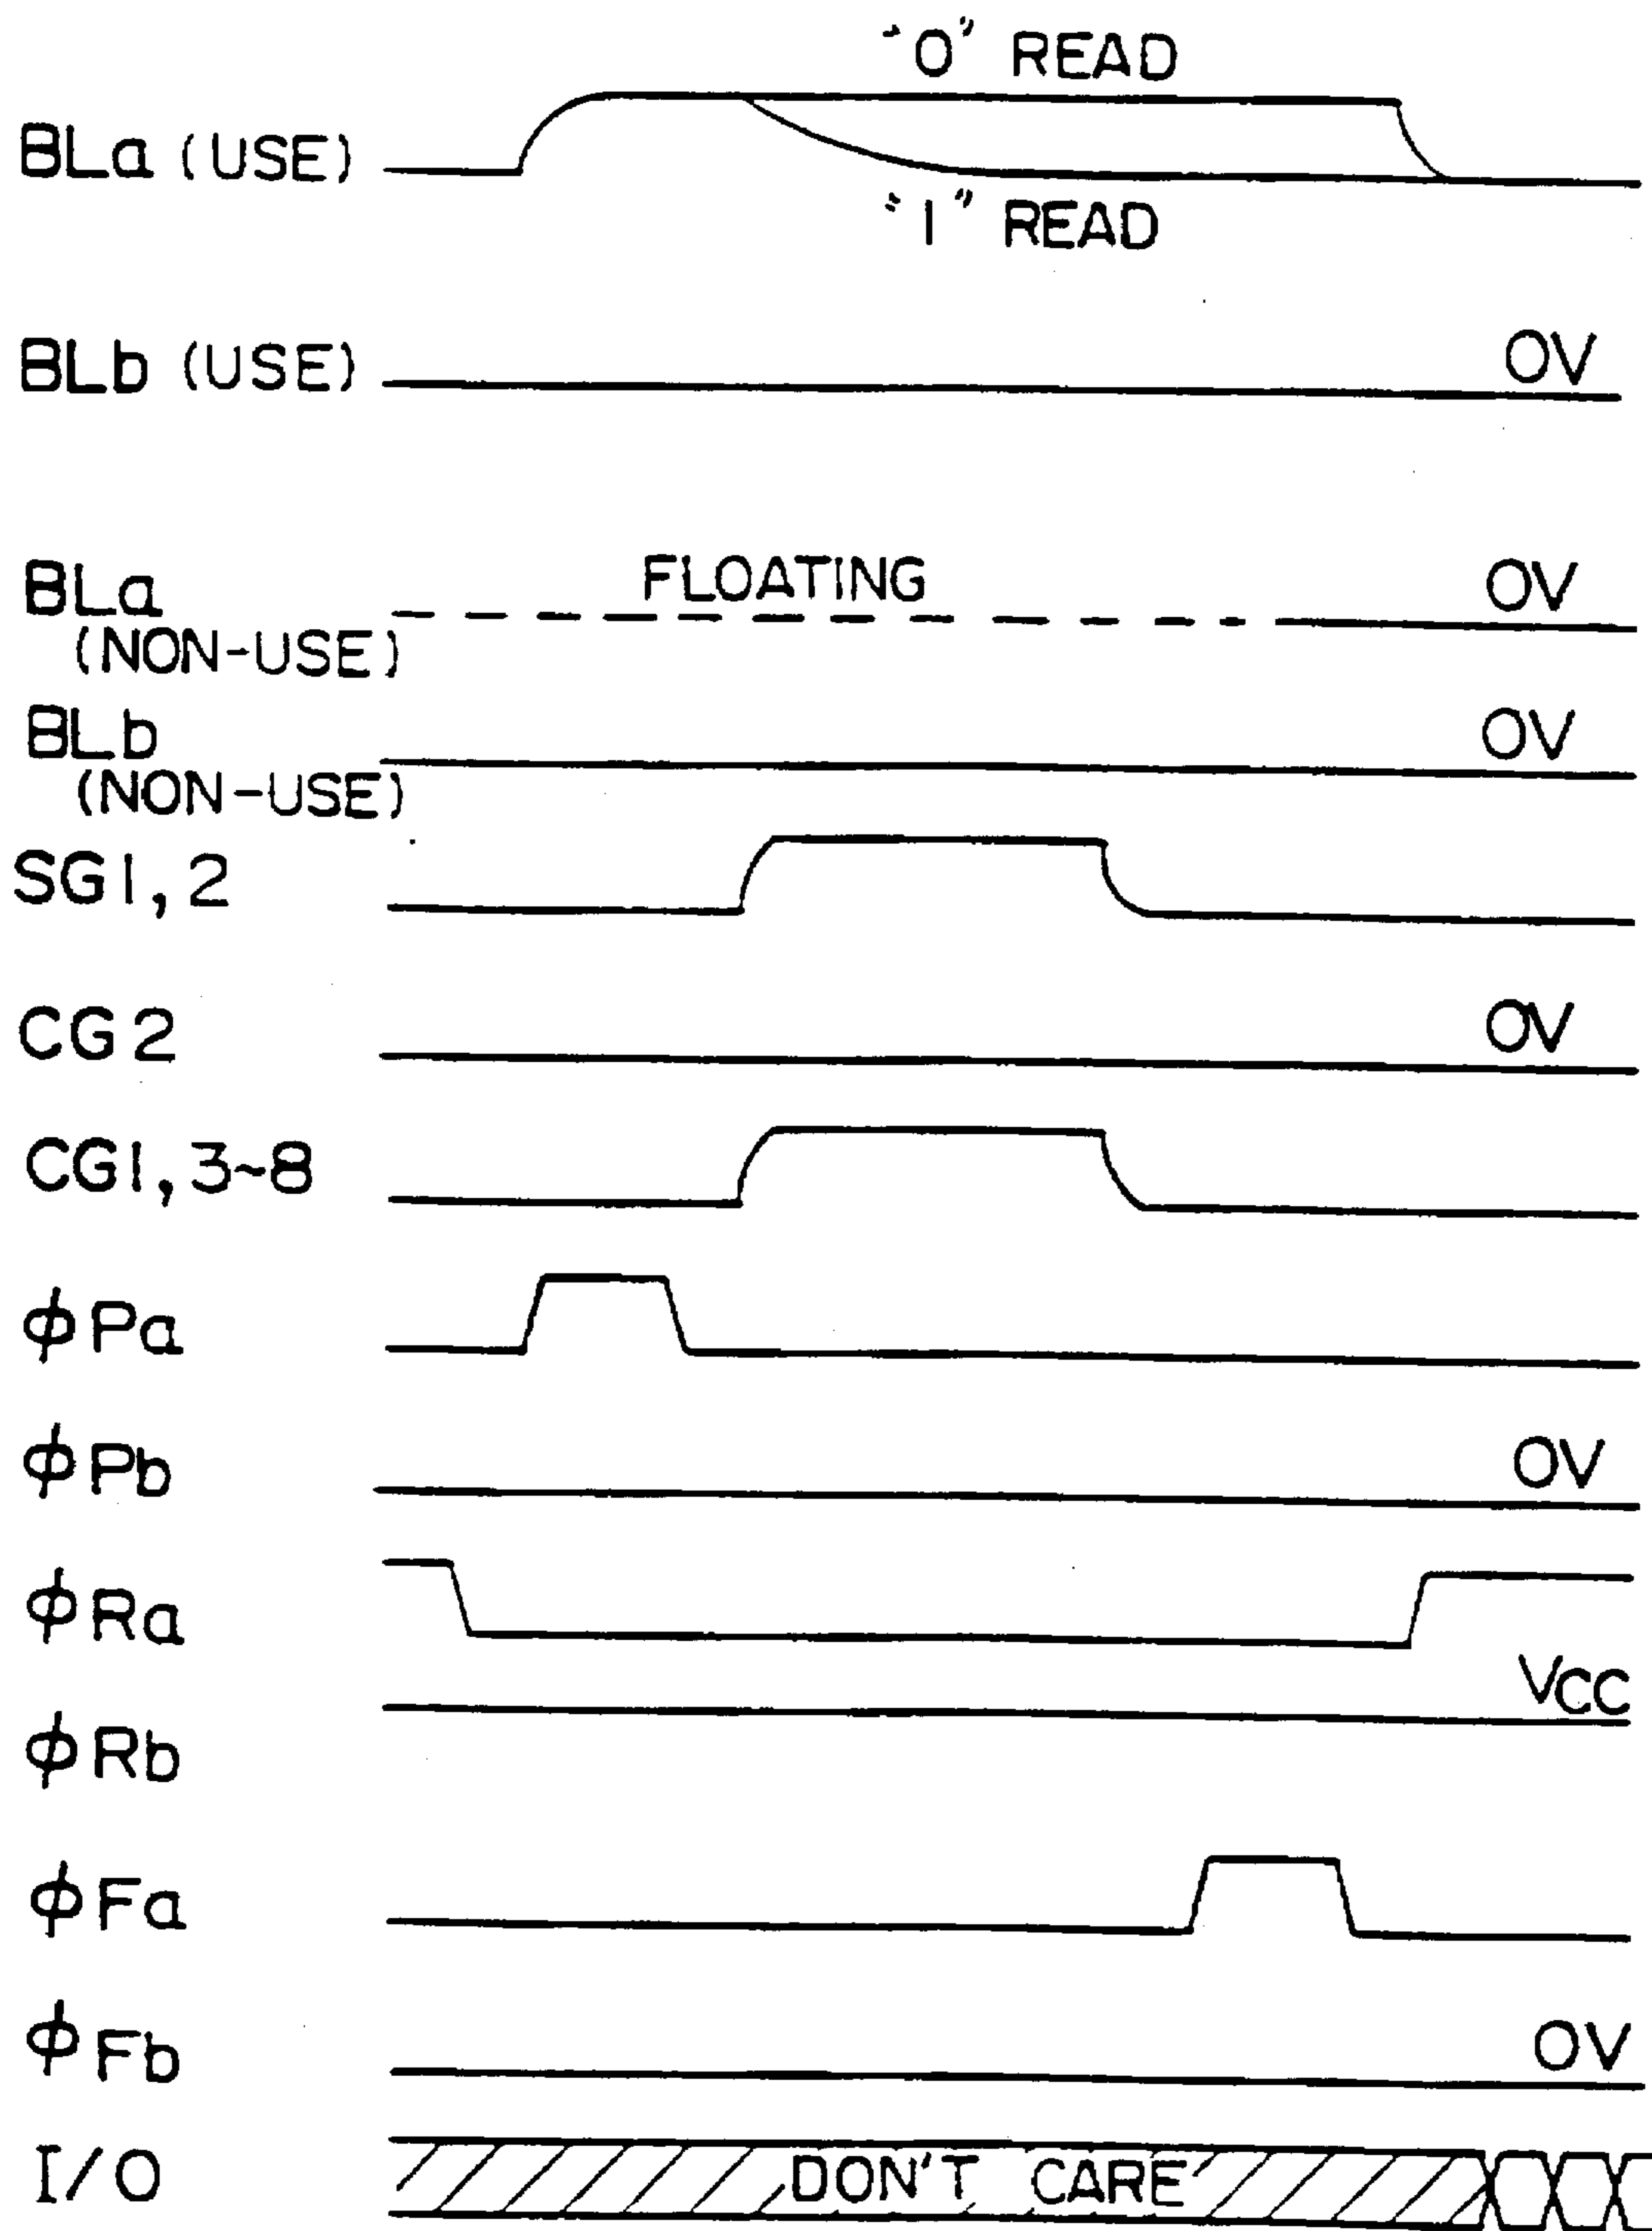 "0" READ
BLa (USE)
"1" READ
BLb (USE) 0V
BLa FLOATING 0V
(NON-USE)
BLb 0V
(NON-USE)
SG1, 2
CG2 0V
CG1, 3~8
ϕPa
ϕPb 0V
ϕRa
Vcc
ϕRb
ϕFa
ϕFb 0V
I/O DON'T CARE